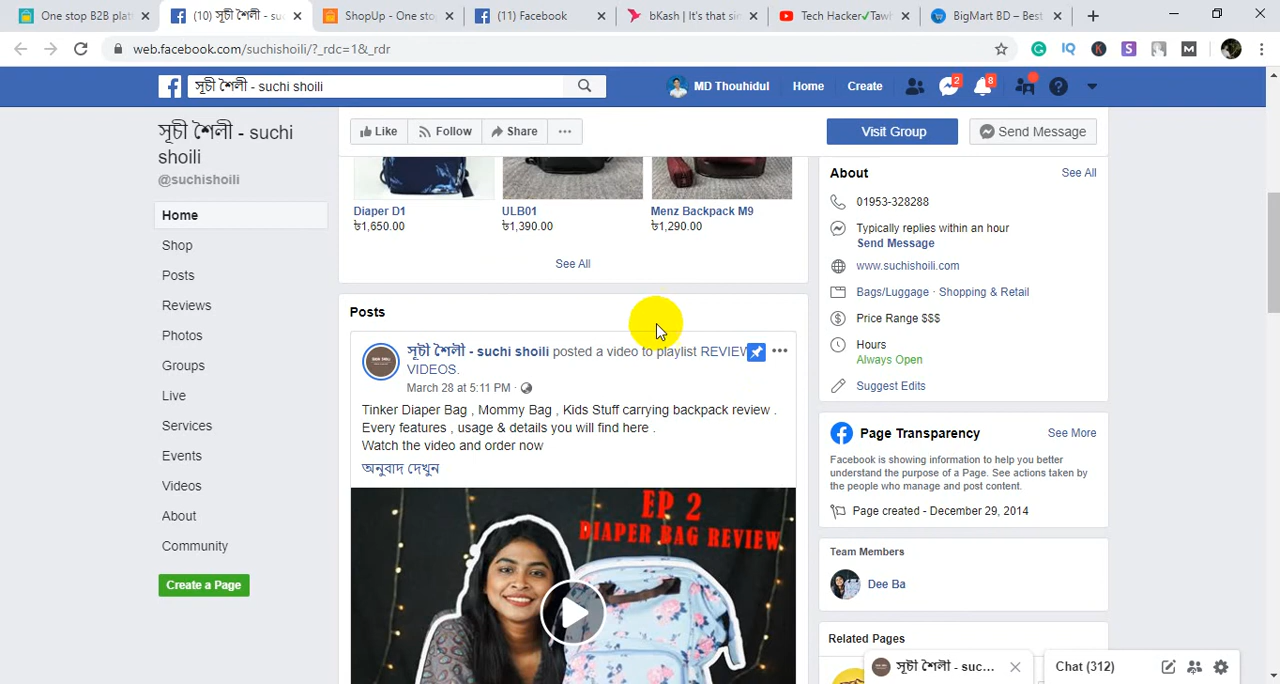 One stop B2B plat
(10) সূচী শৈলী - su
ShopUp - One sto
(11) Facebook
bKash | It's that sim
Tech Hacker✓Taw
BigMart BD – Best
web.facebook.com/suchishoili/?_rdc=1&_rdr
সূচী শৈলী - suchi shoili
MD Thouhidul
Home
Create
2
8
Like
Follow
Share
Visit Group
Send Message
সূচী শৈলী - suchi
shoili
@suchishoili
Home
Shop
Posts
Reviews
Photos
Groups
Live
Services
Events
Videos
About
Community
Create a Page
Diaper D1
৳1,650.00
ULB01
৳1,390.00
Menz Backpack M9
৳1,290.00
See All
Posts
সূচী শৈলী - suchi shoili posted a video to playlist REVIEW
VIDEOS.
March 28 at 5:11 PM ·
Tinker Diaper Bag , Mommy Bag , Kids Stuff carrying backpack review .
Every features , usage & details you will find here .
Watch the video and order now
অনুবাদ দেখুন
EP 2
DIAPER BAG REVIEW
About
See All
01953-328288
Typically replies within an hour
Send Message
www.suchishoili.com
Bags/Luggage · Shopping & Retail
Price Range $$$
Hours
Always Open
Suggest Edits
Page Transparency
See More
Facebook is showing information to help you better
understand the purpose of a Page. See actions taken by
the people who manage and post content.
Page created - December 29, 2014
Team Members
Dee Ba
Related Pages
সূচী শৈলী - suc...
Chat (312)